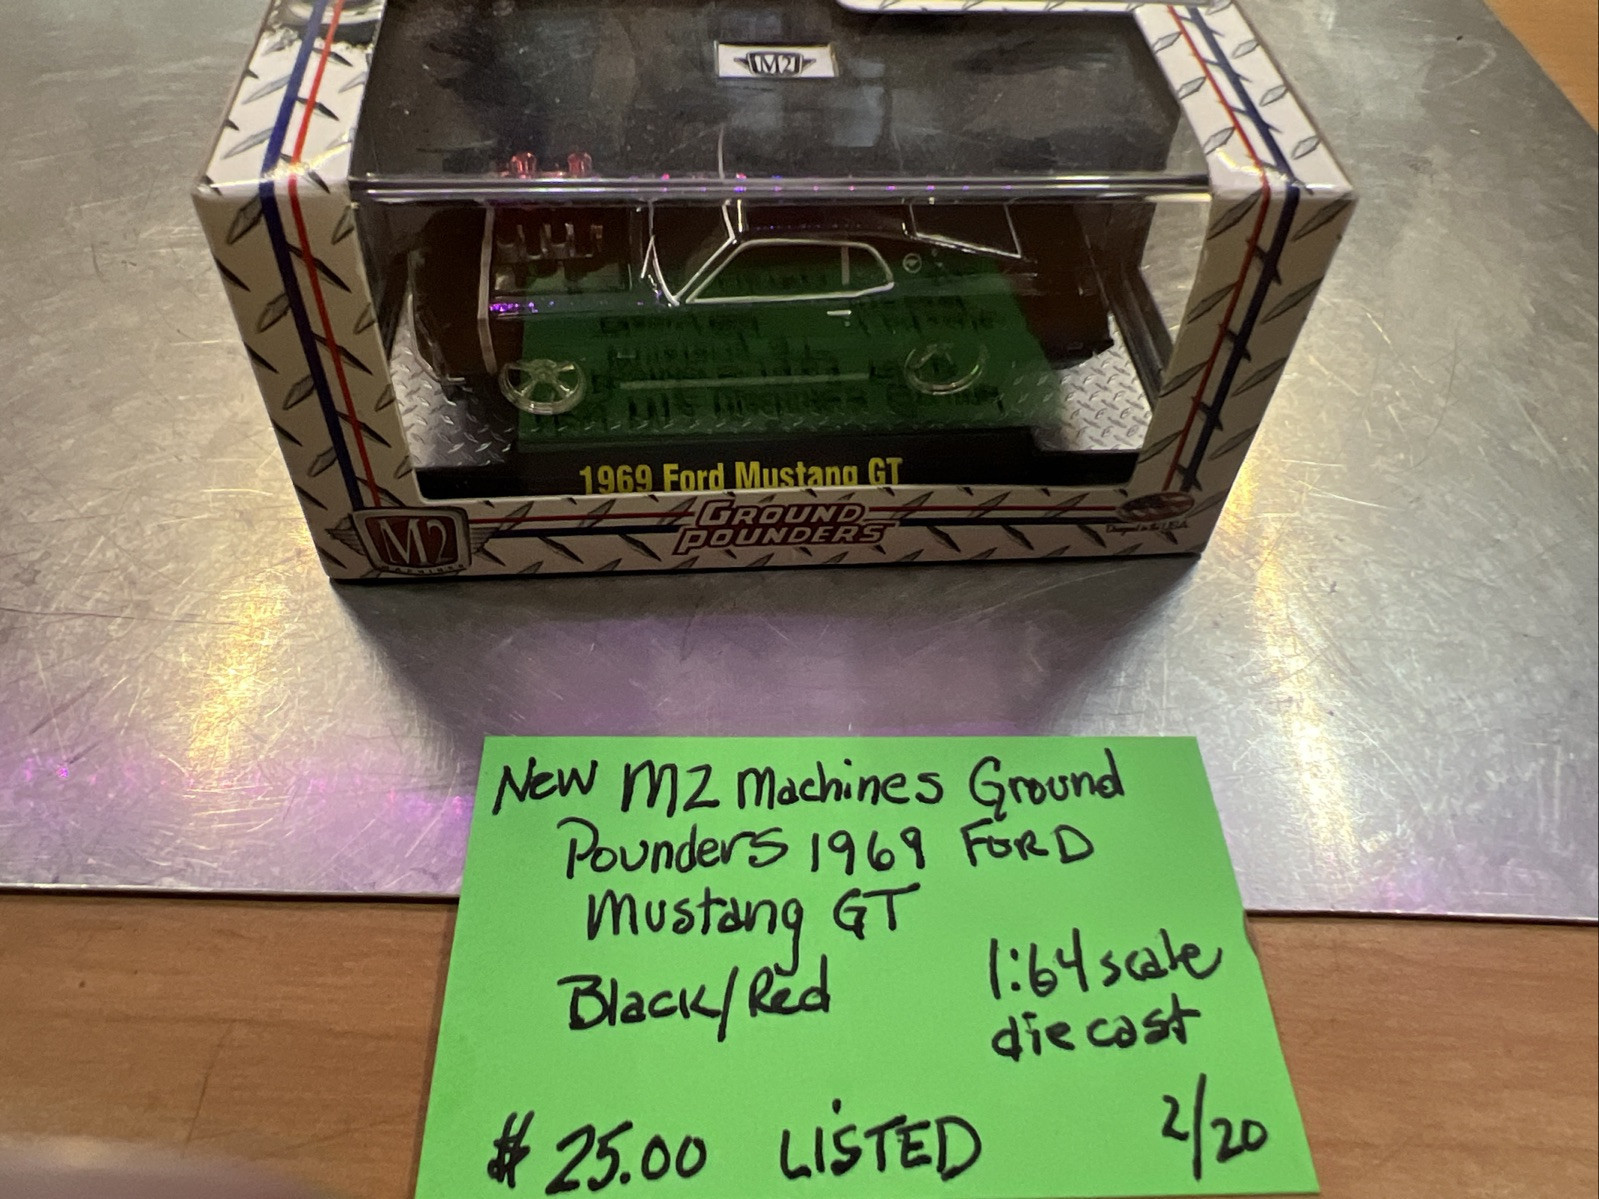 M2
1969 Ford Mustang GT
GROUND
POUNDERS
M2
MACHINES
New M2 Machines Ground
Pounders 1969 FORD
Mustang GT
Black/Red
1:64 scale
die cast
$25.00 LISTED 2/20